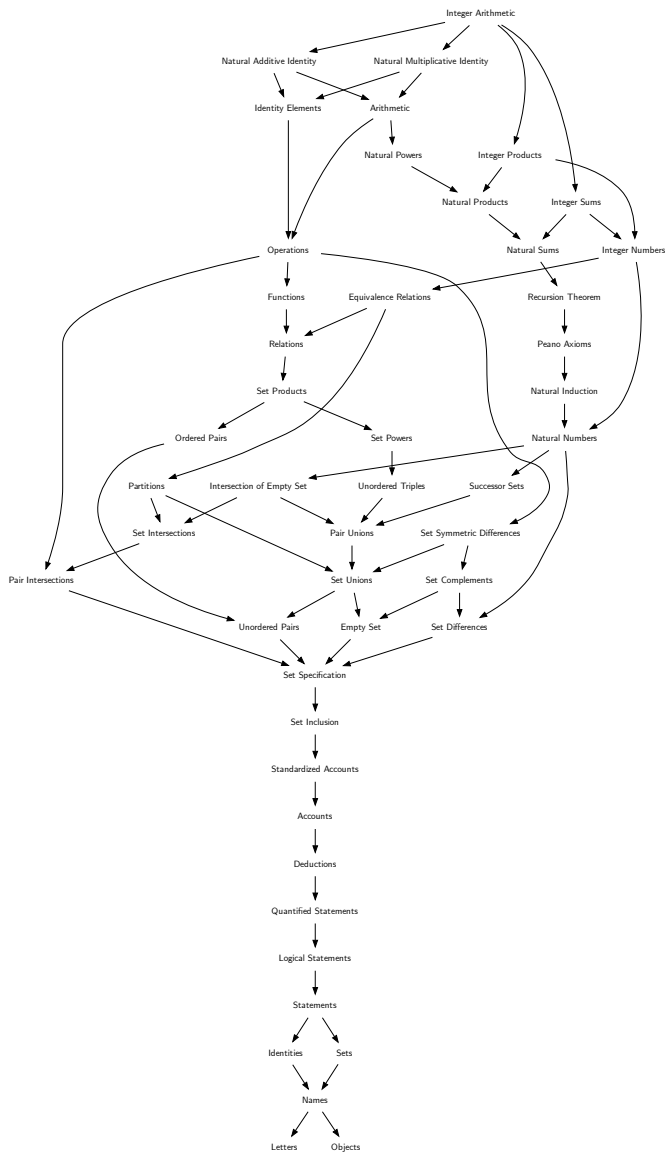 Integer Arithmetic
Natural Additive Identity
Natural Multiplicative Identity
Identity Elements
Arithmetic
Natural Powers
Integer Products
Natural Products
Integer Sums
Operations
Natural Sums
Integer Numbers
Functions
Equivalence Relations
Recursion Theorem
Relations
Peano Axioms
Set Products
Natural Induction
Ordered Pairs
Set Powers
Natural Numbers
Partitions
Intersection of Empty Set
Unordered Triples
Successor Sets
Set Intersections
Pair Unions
Set Symmetric Differences
Pair Intersections
Set Unions
Set Complements
Unordered Pairs
Empty Set
Set Differences
Set Specification
Set Inclusion
Standardized Accounts
Accounts
Deductions
Quantified Statements
Logical Statements
Statements
Identities
Sets
Names
Letters
Objects